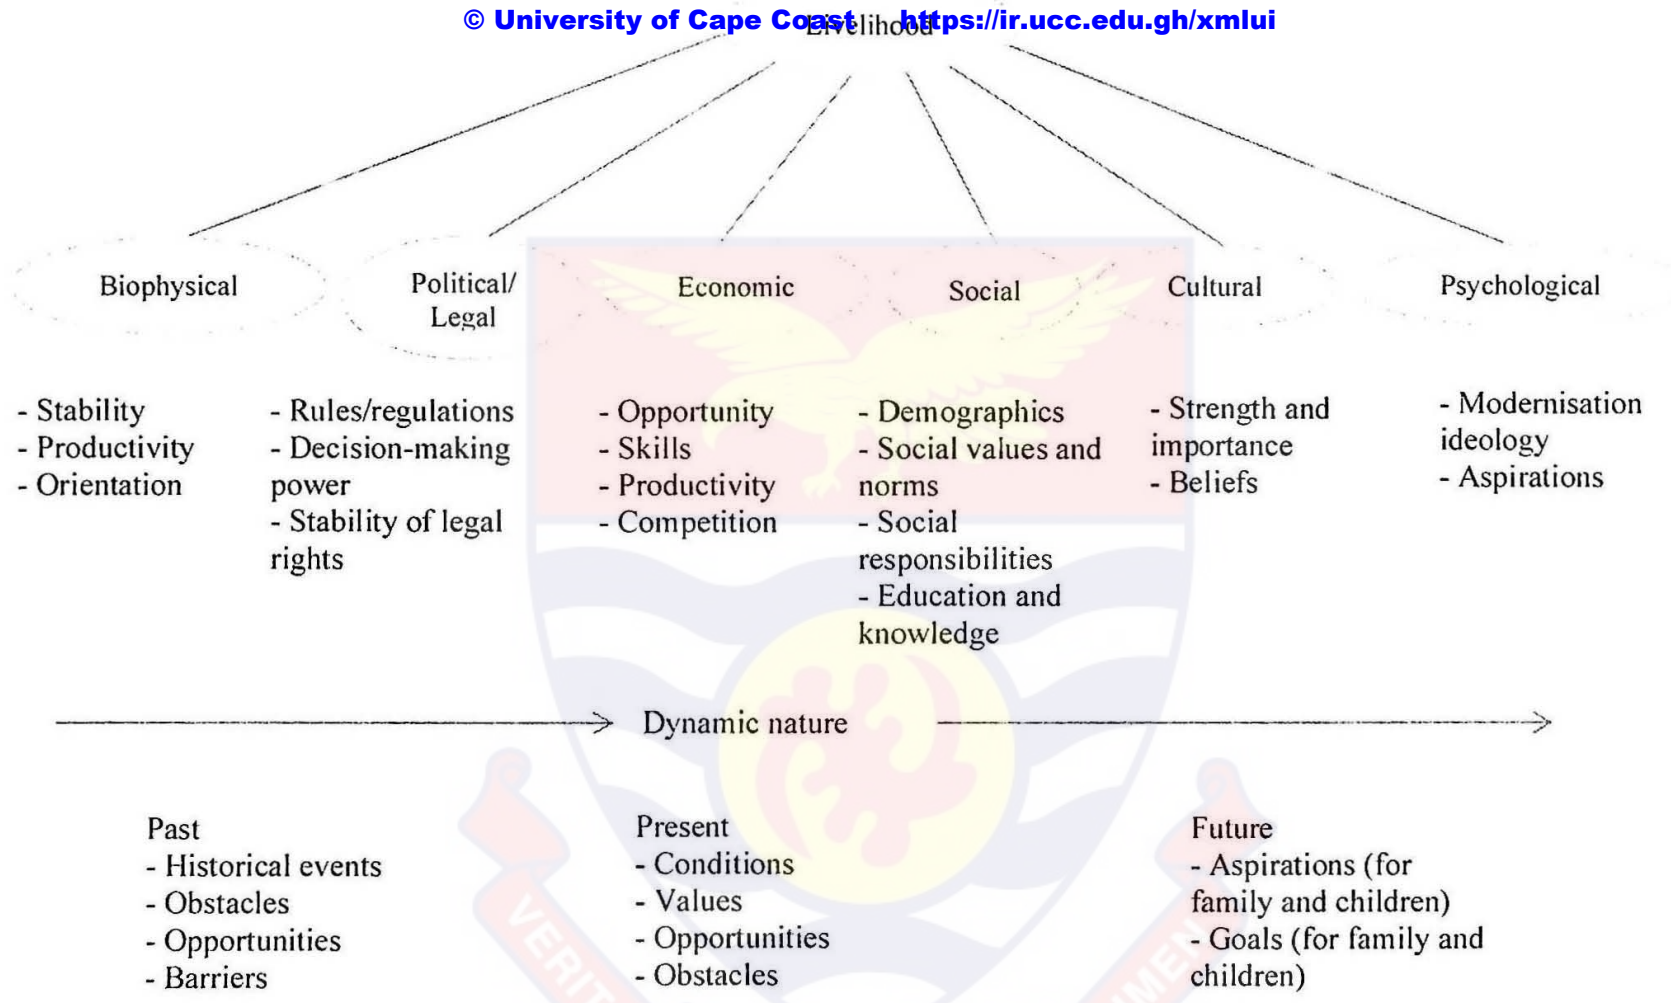 © University of Cape Coast https://ir.ucc.edu.gh/xmlui
Livelihood
Biophysical
Political/
Legal
Economic
Social
Cultural
Psychological
- Stability
- Productivity
- Orientation
- Rules/regulations
- Decision-making
power
- Stability of legal
rights
- Opportunity
- Skills
- Productivity
- Competition
- Demographics
- Social values and
norms
- Social
responsibilities
- Education and
knowledge
- Strength and
importance
- Beliefs
- Modernisation
ideology
- Aspirations
Dynamic nature
Past
- Historical events
- Obstacles
- Opportunities
- Barriers
Present
- Conditions
- Values
- Opportunities
- Obstacles
Future
- Aspirations (for
family and children)
- Goals (for family and
children)